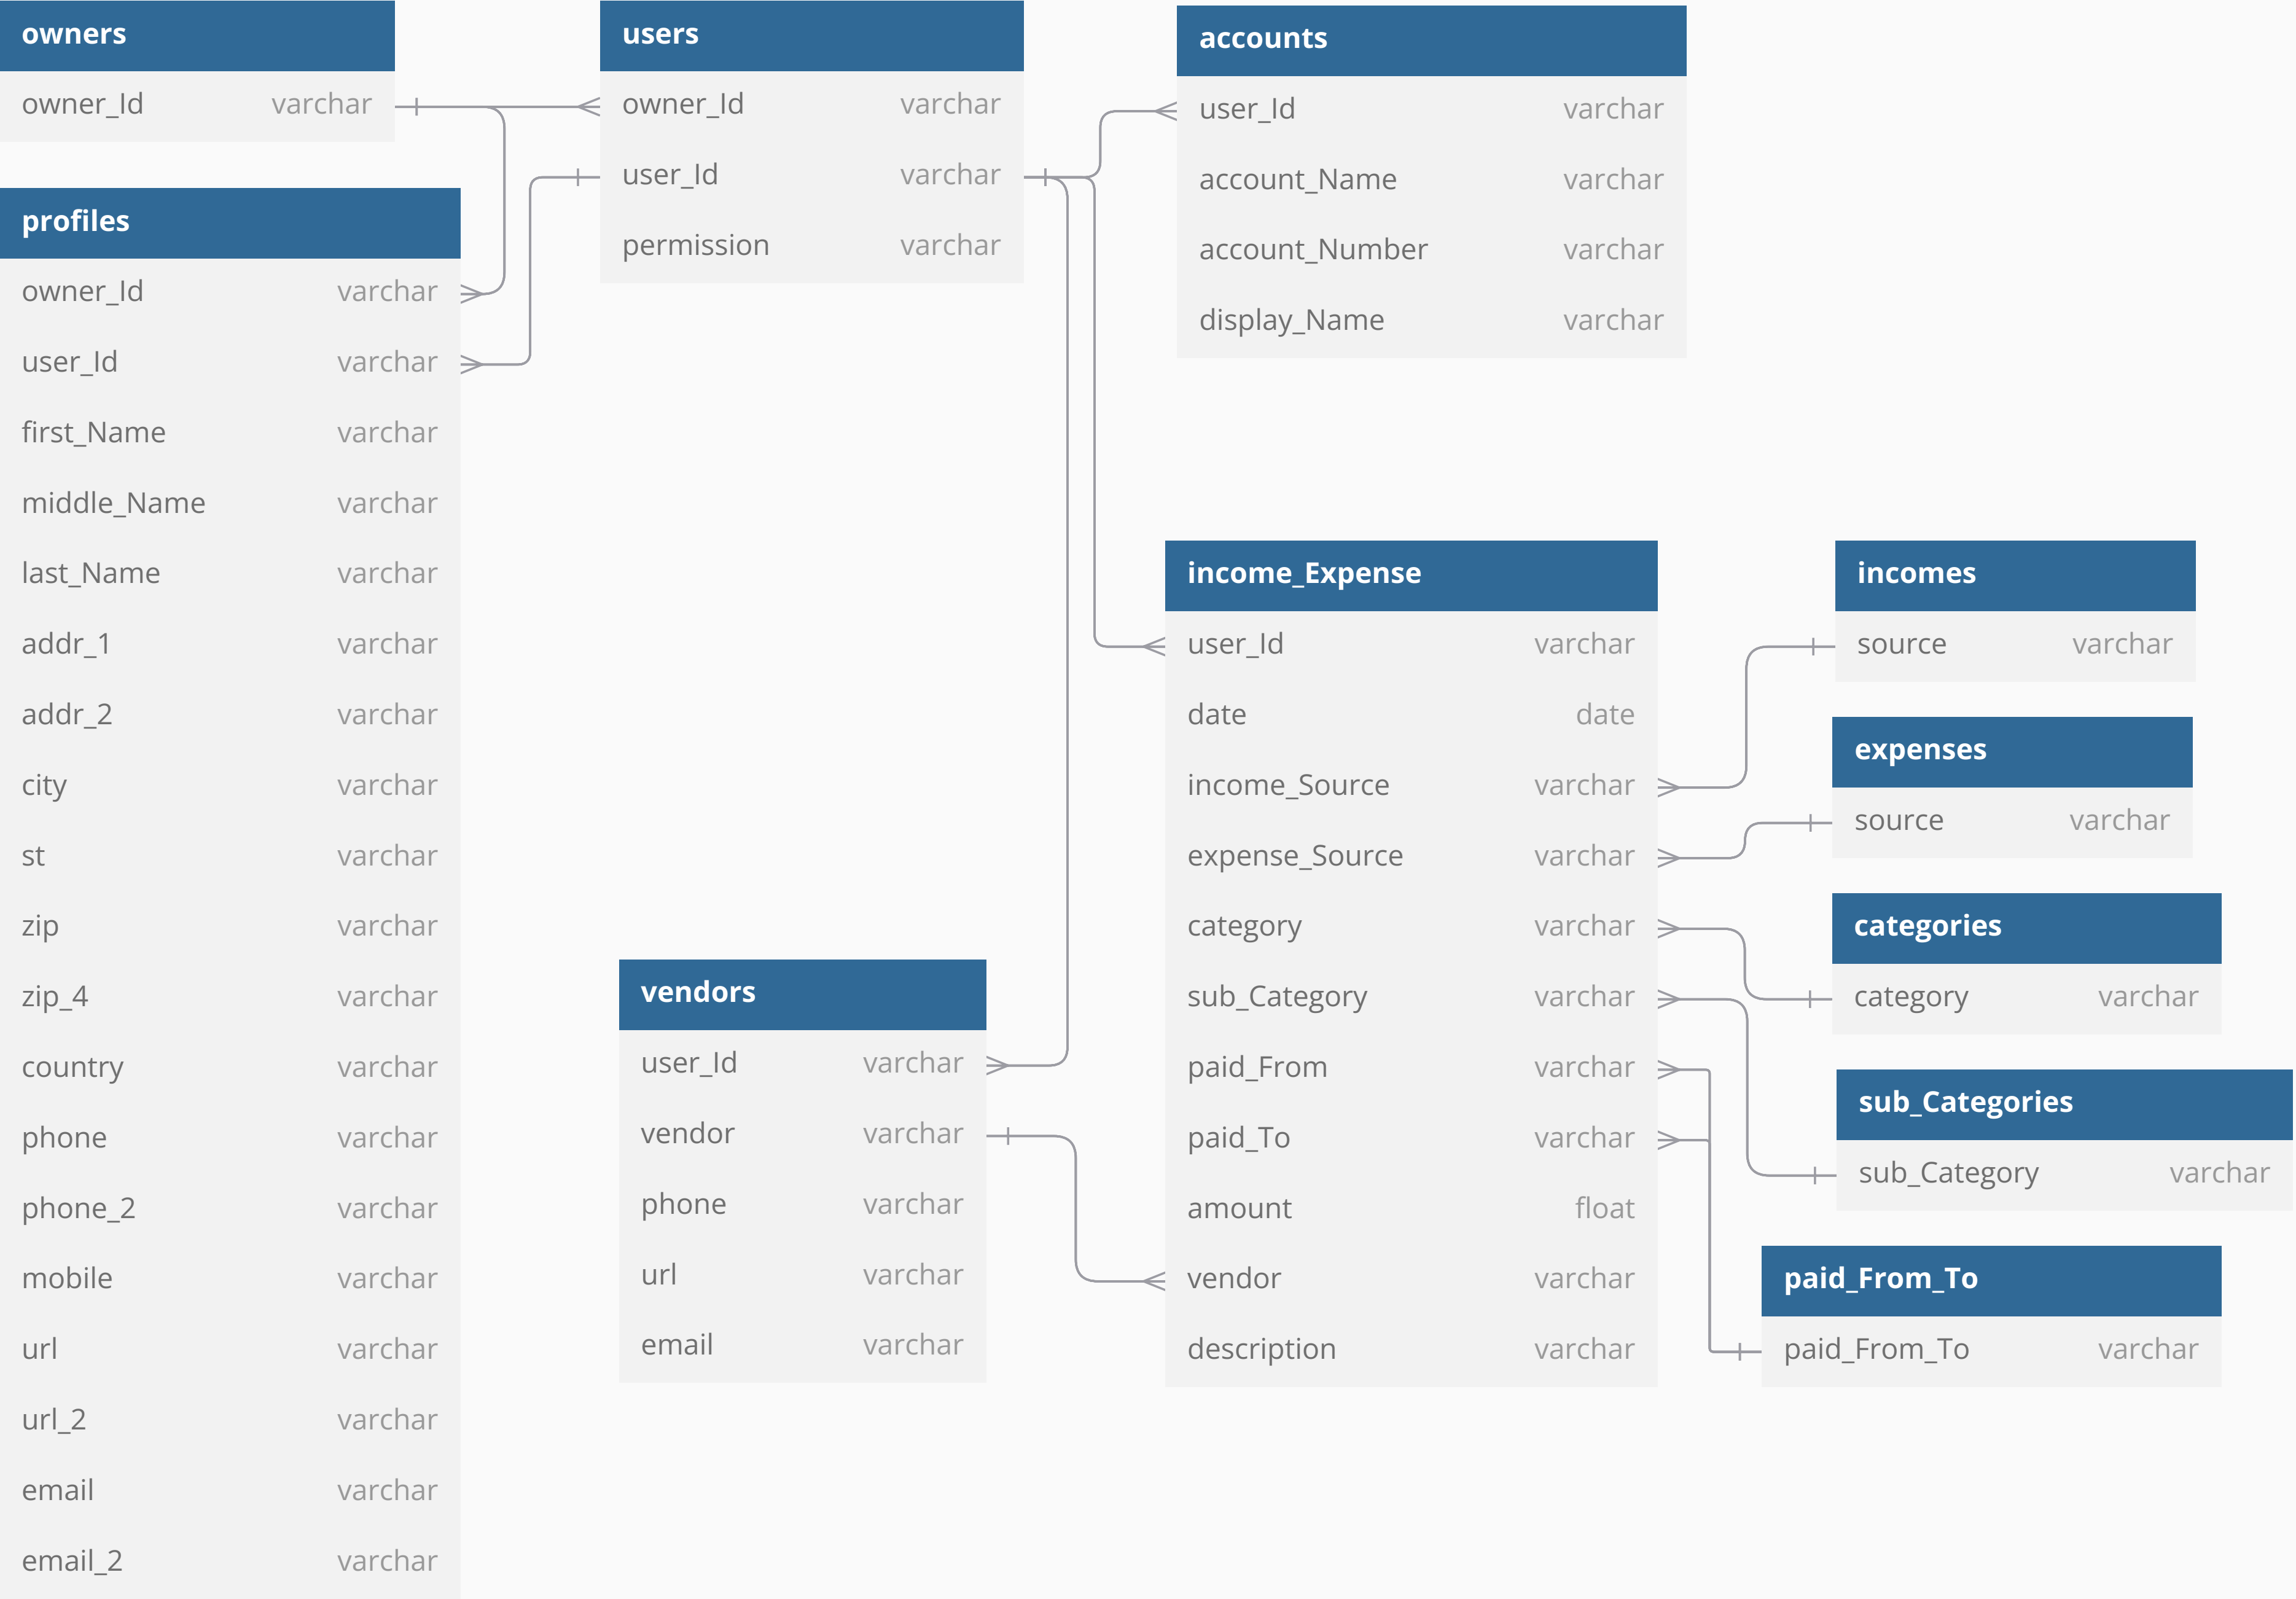 owners
owner_Id varchar
profiles
owner_Id varchar
user_Id varchar
first_Name varchar
middle_Name varchar
last_Name varchar
addr_1 varchar
addr_2 varchar
city varchar
st varchar
zip varchar
zip_4 varchar
country varchar
phone varchar
phone_2 varchar
mobile varchar
url varchar
url_2 varchar
email varchar
email_2 varchar
users
owner_Id varchar
user_Id varchar
permission varchar
vendors
user_Id varchar
vendor varchar
phone varchar
url varchar
email varchar
accounts
user_Id varchar
account_Name varchar
account_Number varchar
display_Name varchar
income_Expense
user_Id varchar
date date
income_Source varchar
expense_Source varchar
category varchar
sub_Category varchar
paid_From varchar
paid_To varchar
amount float
vendor varchar
description varchar
incomes
source varchar
expenses
source varchar
categories
category varchar
sub_Categories
sub_Category varchar
paid_From_To
paid_From_To varchar